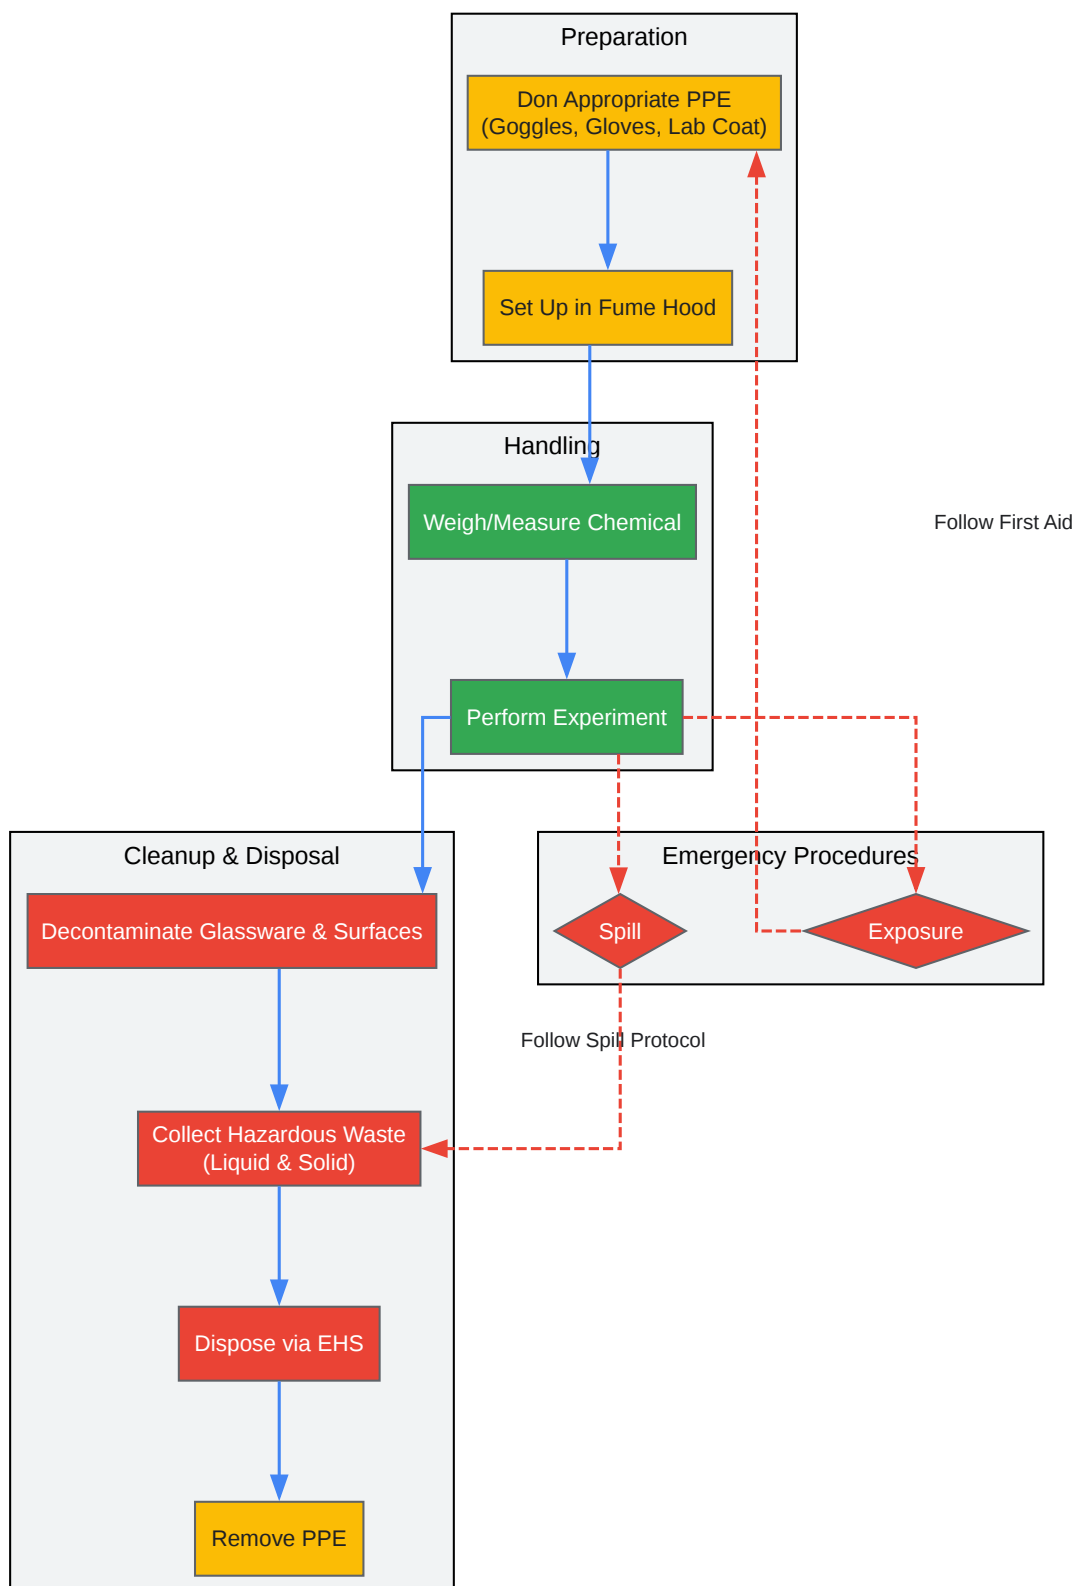 Preparation
Don Appropriate PPE
(Goggles, Gloves, Lab Coat)
Set Up in Fume Hood
Handling
Weigh/Measure Chemical
Follow First Aid
Perform Experiment
Cleanup & Disposal
Emergency Procedures
Decontaminate Glassware & Surfaces
Spill
Exposure
Follow Spill Protocol
Collect Hazardous Waste
(Liquid & Solid)
Dispose via EHS
Remove PPE